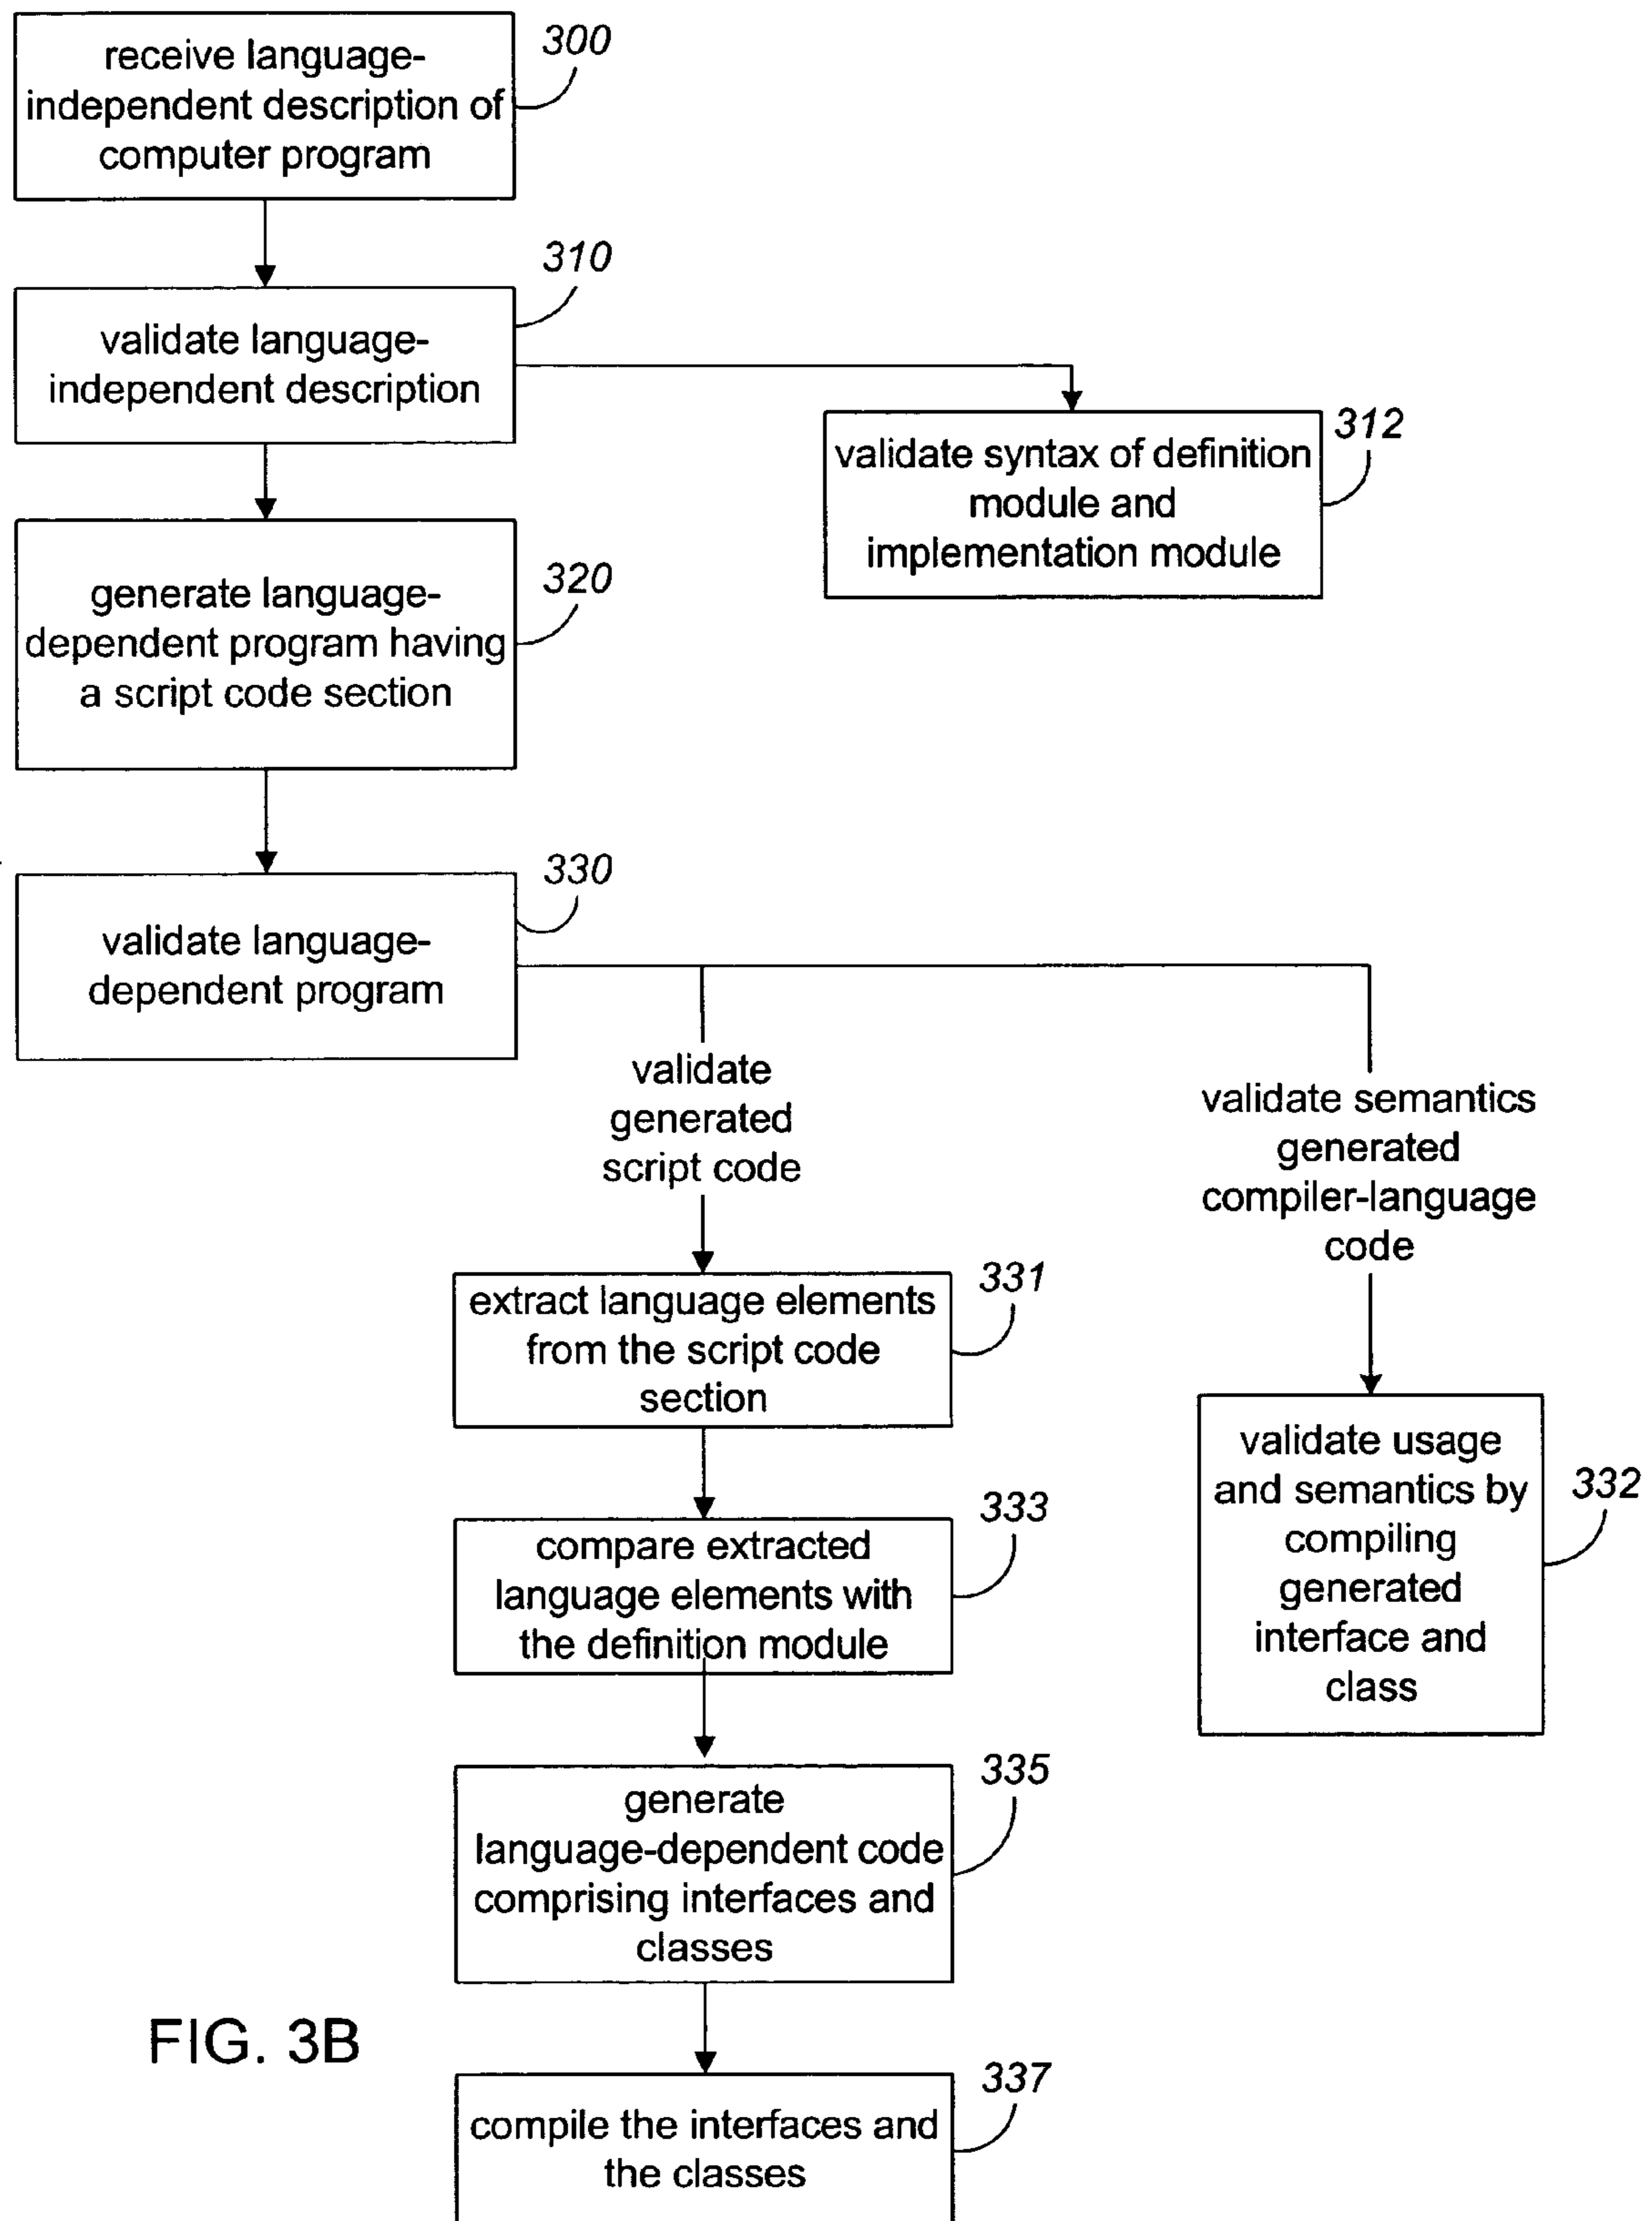 receive language-
independent description of
computer program
300
validate language-
independent description
310
validate syntax of definition
module and
implementation module
312
generate language-
dependent program having
a script code section
320
validate language-
dependent program
330
validate
generated
script code
validate semantics
generated
compiler-language
code
extract language elements
from the script code
section
331
validate usage
and semantics by
compiling
generated
interface and
class
332
compare extracted
language elements with
the definition module
333
generate
language-dependent code
comprising interfaces and
classes
335
compile the interfaces and
the classes
337
FIG. 3B